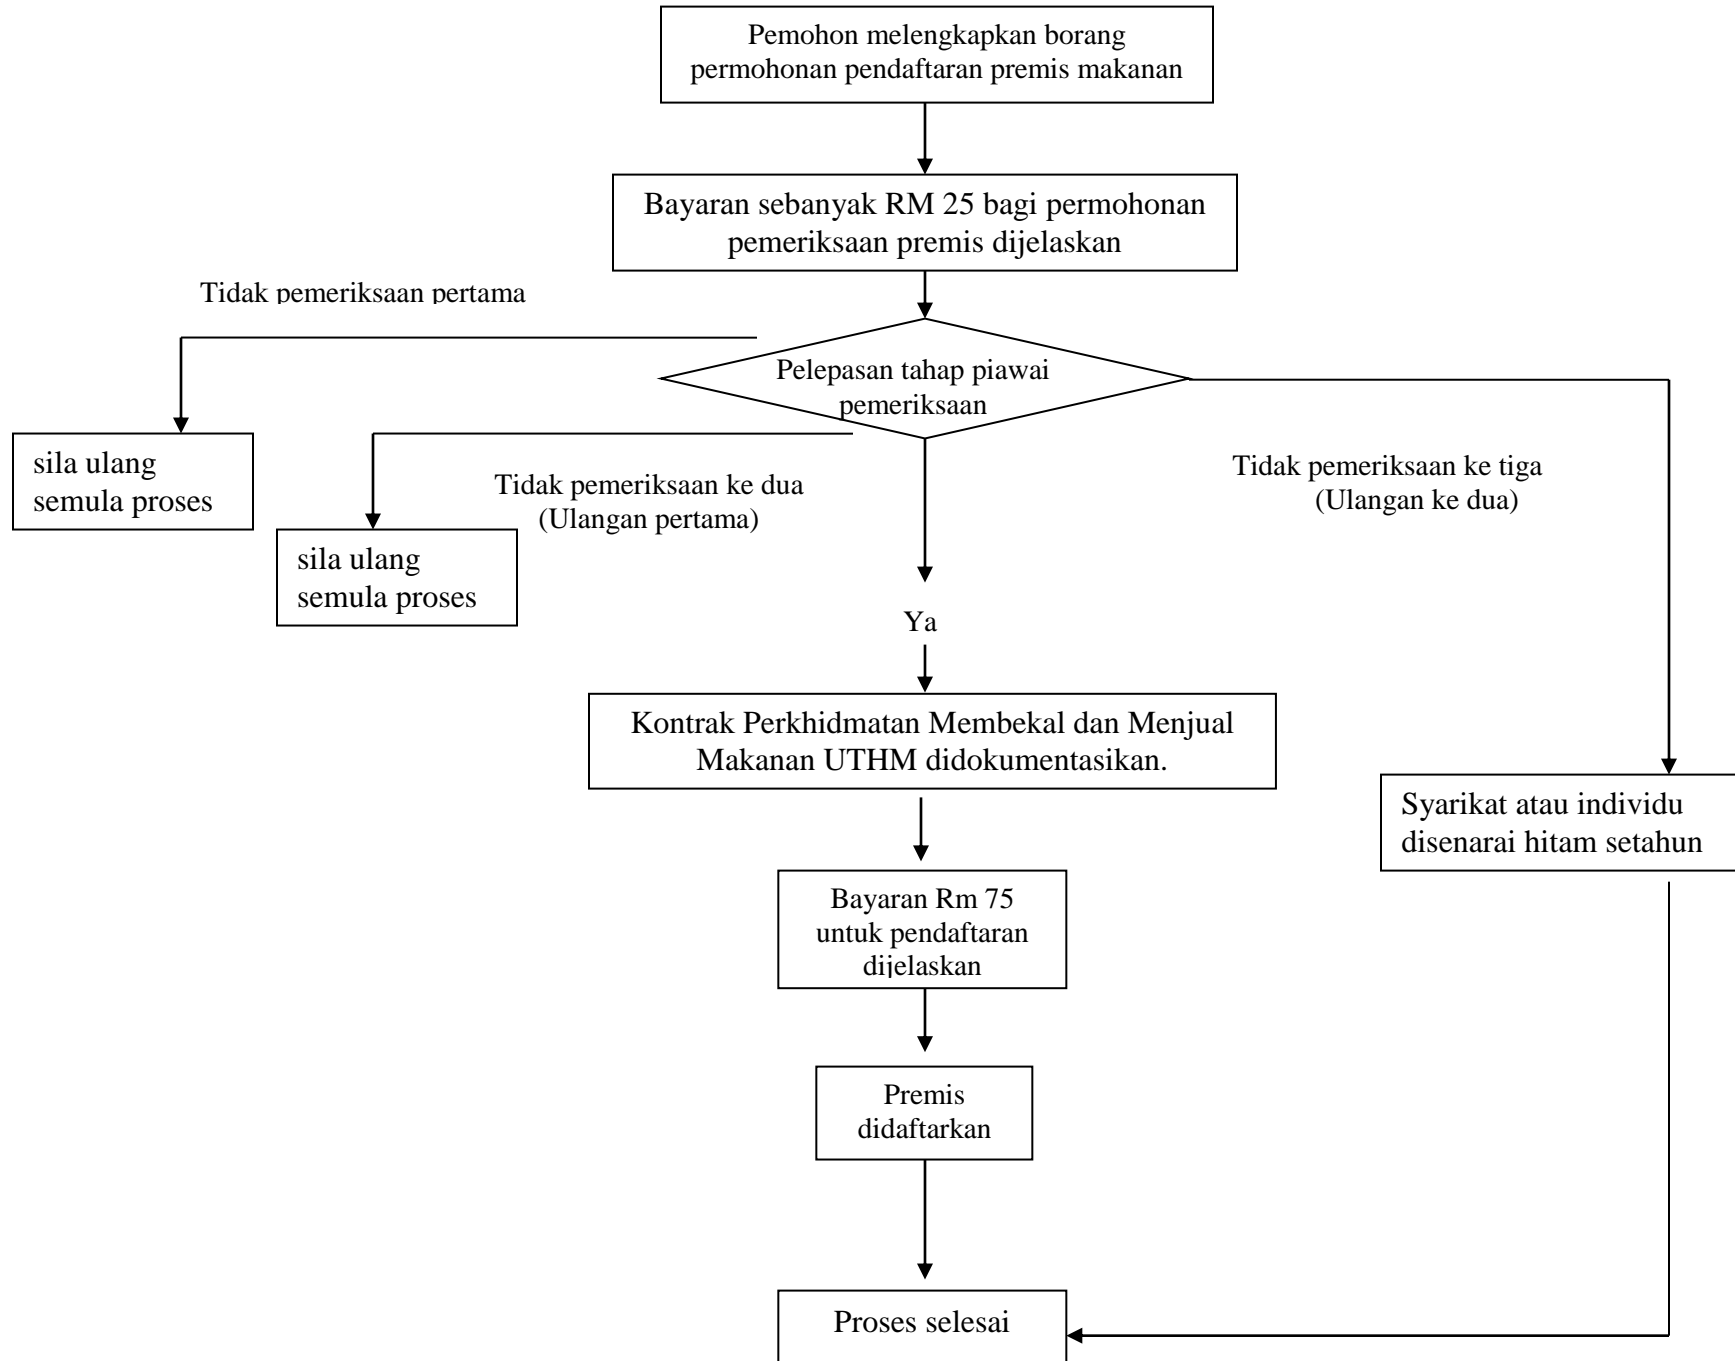 Pemohon melengkapkan borang
permohonan pendaftaran premis makanan
Bayaran sebanyak RM 25 bagi permohonan
pemeriksaan premis dijelaskan
Tidak pemeriksaan pertama
Pelepasan tahap piawai
pemeriksaan
sila ulang
semula proses
Tidak pemeriksaan ke dua
(Ulangan pertama)
sila ulang
semula proses
Tidak pemeriksaan ke tiga
(Ulangan ke dua)
Ya
Kontrak Perkhidmatan Membekal dan Menjual
Makanan UTHM didokumentasikan.
Syarikat atau individu
disenarai hitam setahun
Bayaran Rm 75
untuk pendaftaran
dijelaskan
Premis
didaftarkan
Proses selesai